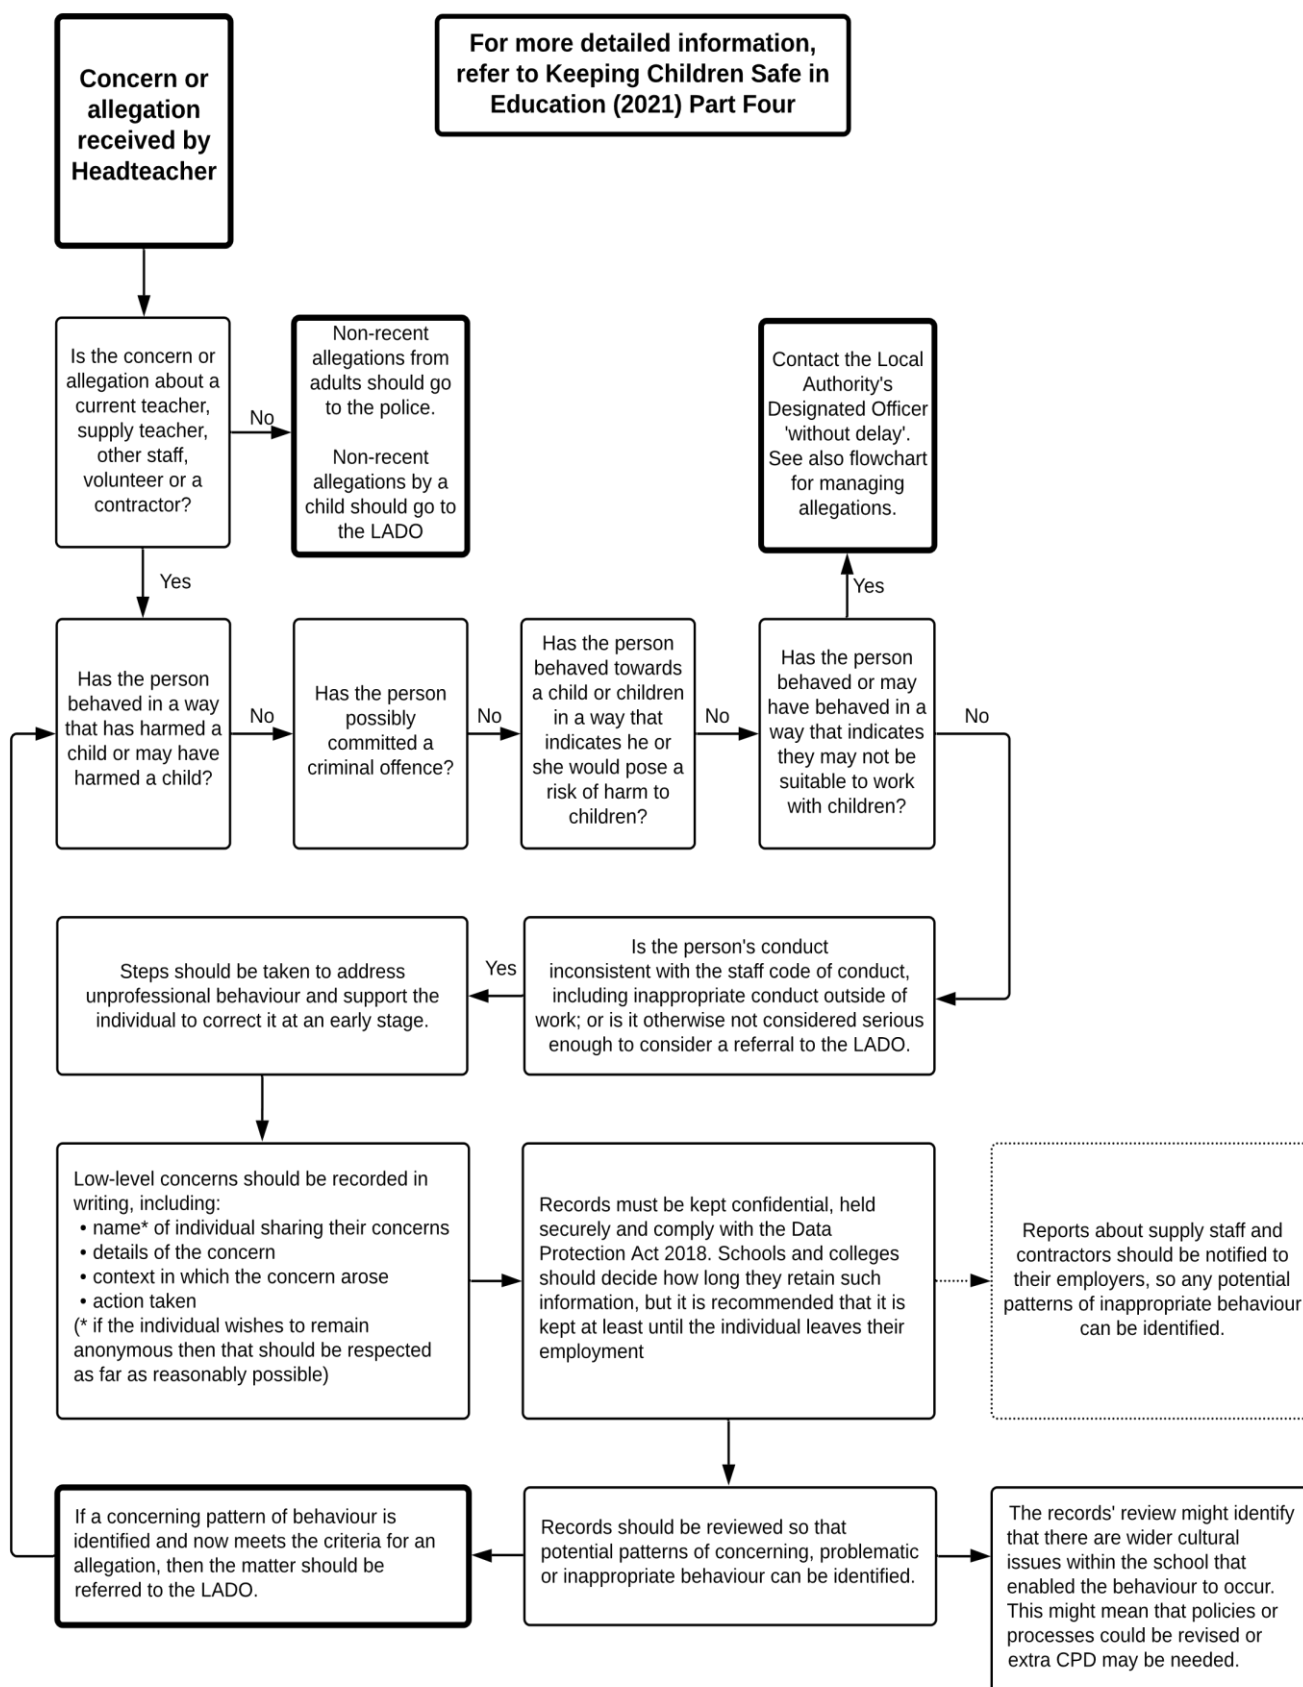 Concern or
allegation
received by
Headteacher
For more detailed information,
refer to Keeping Children Safe in
Education (2021) Part Four
Is the concern or
allegation about a
current teacher,
supply teacher,
other staff,
volunteer or a
contractor?
No
Non-recent
allegations from
adults should go
to the police.
Non-recent
allegations by a
child should go to
the LADO
Contact the Local
Authority's
Designated Officer
'without delay'.
See also flowchart
for managing
allegations.
Yes
Yes
Has the person
behaved in a way
that has harmed a
child or may have
harmed a child?
No
Has the person
possibly
committed a
criminal offence?
No
Has the person
behaved towards
a child or children
in a way that
indicates he or
she would pose a
risk of harm to
children?
No
Has the person
behaved or may
have behaved in a
way that indicates
they may not be
suitable to work
with children?
No
Steps should be taken to address
unprofessional behaviour and support the
individual to correct it at an early stage.
Yes
Is the person's conduct
inconsistent with the staff code of conduct,
including inappropriate conduct outside of
work; or is it otherwise not considered serious
enough to consider a referral to the LADO.
Low-level concerns should be recorded in
writing, including:
• name* of individual sharing their concerns
• details of the concern
• context in which the concern arose
• action taken
(* if the individual wishes to remain
anonymous then that should be respected
as far as reasonably possible)
Records must be kept confidential, held
securely and comply with the Data
Protection Act 2018. Schools and colleges
should decide how long they retain such
information, but it is recommended that it is
kept at least until the individual leaves their
employment
Reports about supply staff and
contractors should be notified to
their employers, so any potential
patterns of inappropriate behaviour
can be identified.
If a concerning pattern of behaviour is
identified and now meets the criteria for an
allegation, then the matter should be
referred to the LADO.
Records should be reviewed so that
potential patterns of concerning, problematic
or inappropriate behaviour can be identified.
The records' review might identify
that there are wider cultural
issues within the school that
enabled the behaviour to occur.
This might mean that policies or
processes could be revised or
extra CPD may be needed.